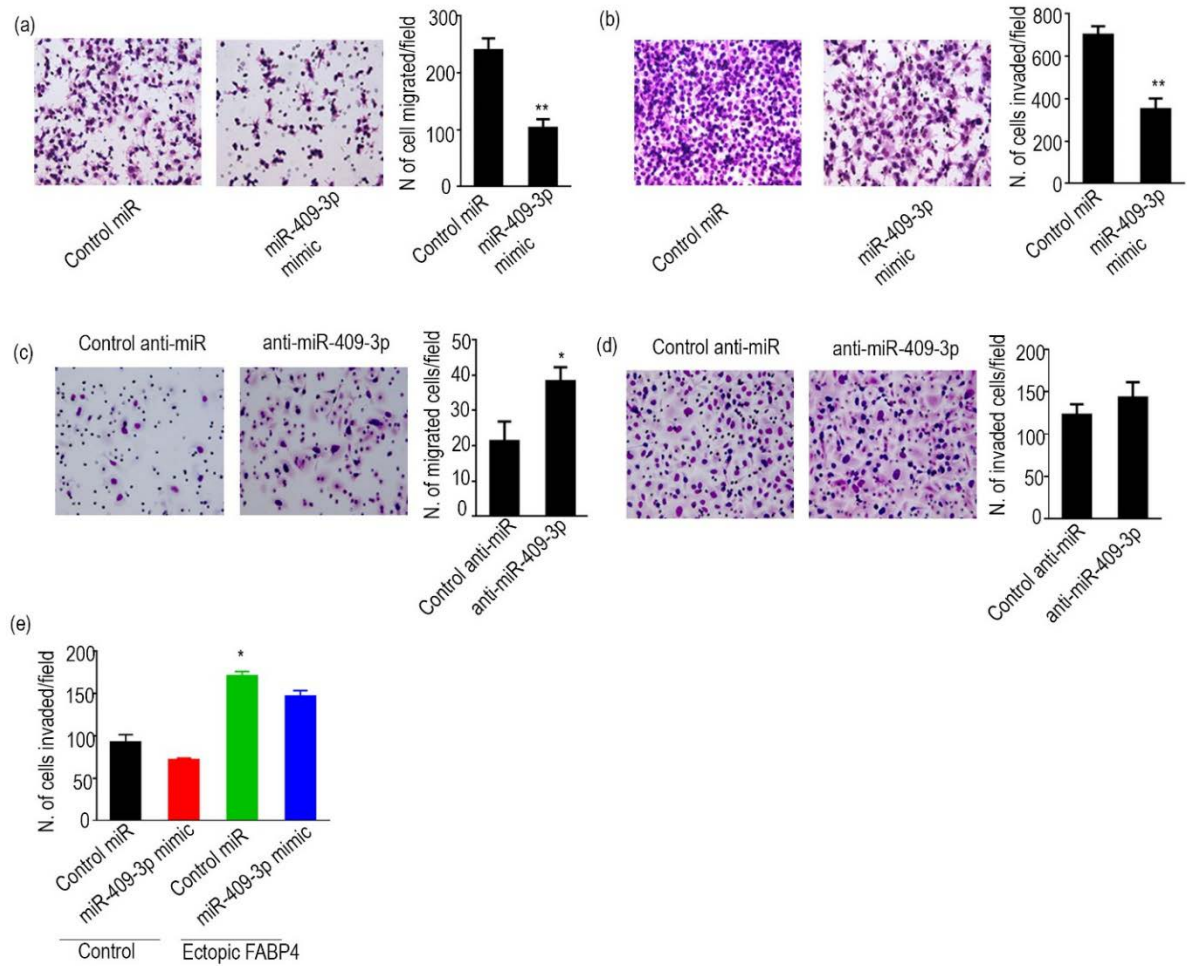 (a)
N of cell migrated/field
300
200
100
0
**
Control miR
miR-409-3p
mimic
Control miR
miR-409-3p
mimic
(b)
N. of cells invaded/field
800
600
400
200
0
**
Control miR
miR-409-3p
mimic
Control miR
miR-409-3p
mimic
(c)
Control anti-miR
anti-miR-409-3p
N. of migrated cells/field
50
40
30
20
10
0
*
Control anti-miR
anti-miR-409-3p
(d)
Control anti-miR
anti-miR-409-3p
N. of invaded cells/field
200
150
100
50
0
Control anti-miR
anti-miR-409-3p
(e)
N. of cells invaded/field
200
150
100
50
0
*
Control miR
miR-409-3p mimic
Control miR
miR-409-3p mimic
Control
Ectopic FABP4